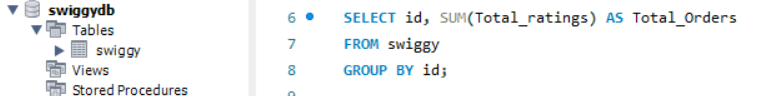 swiggydb
Tables
swiggy
Views
Stored Procedures
6 SELECT id, SUM(Total_ratings) AS Total_Orders
7 FROM swiggy
8 GROUP BY id;